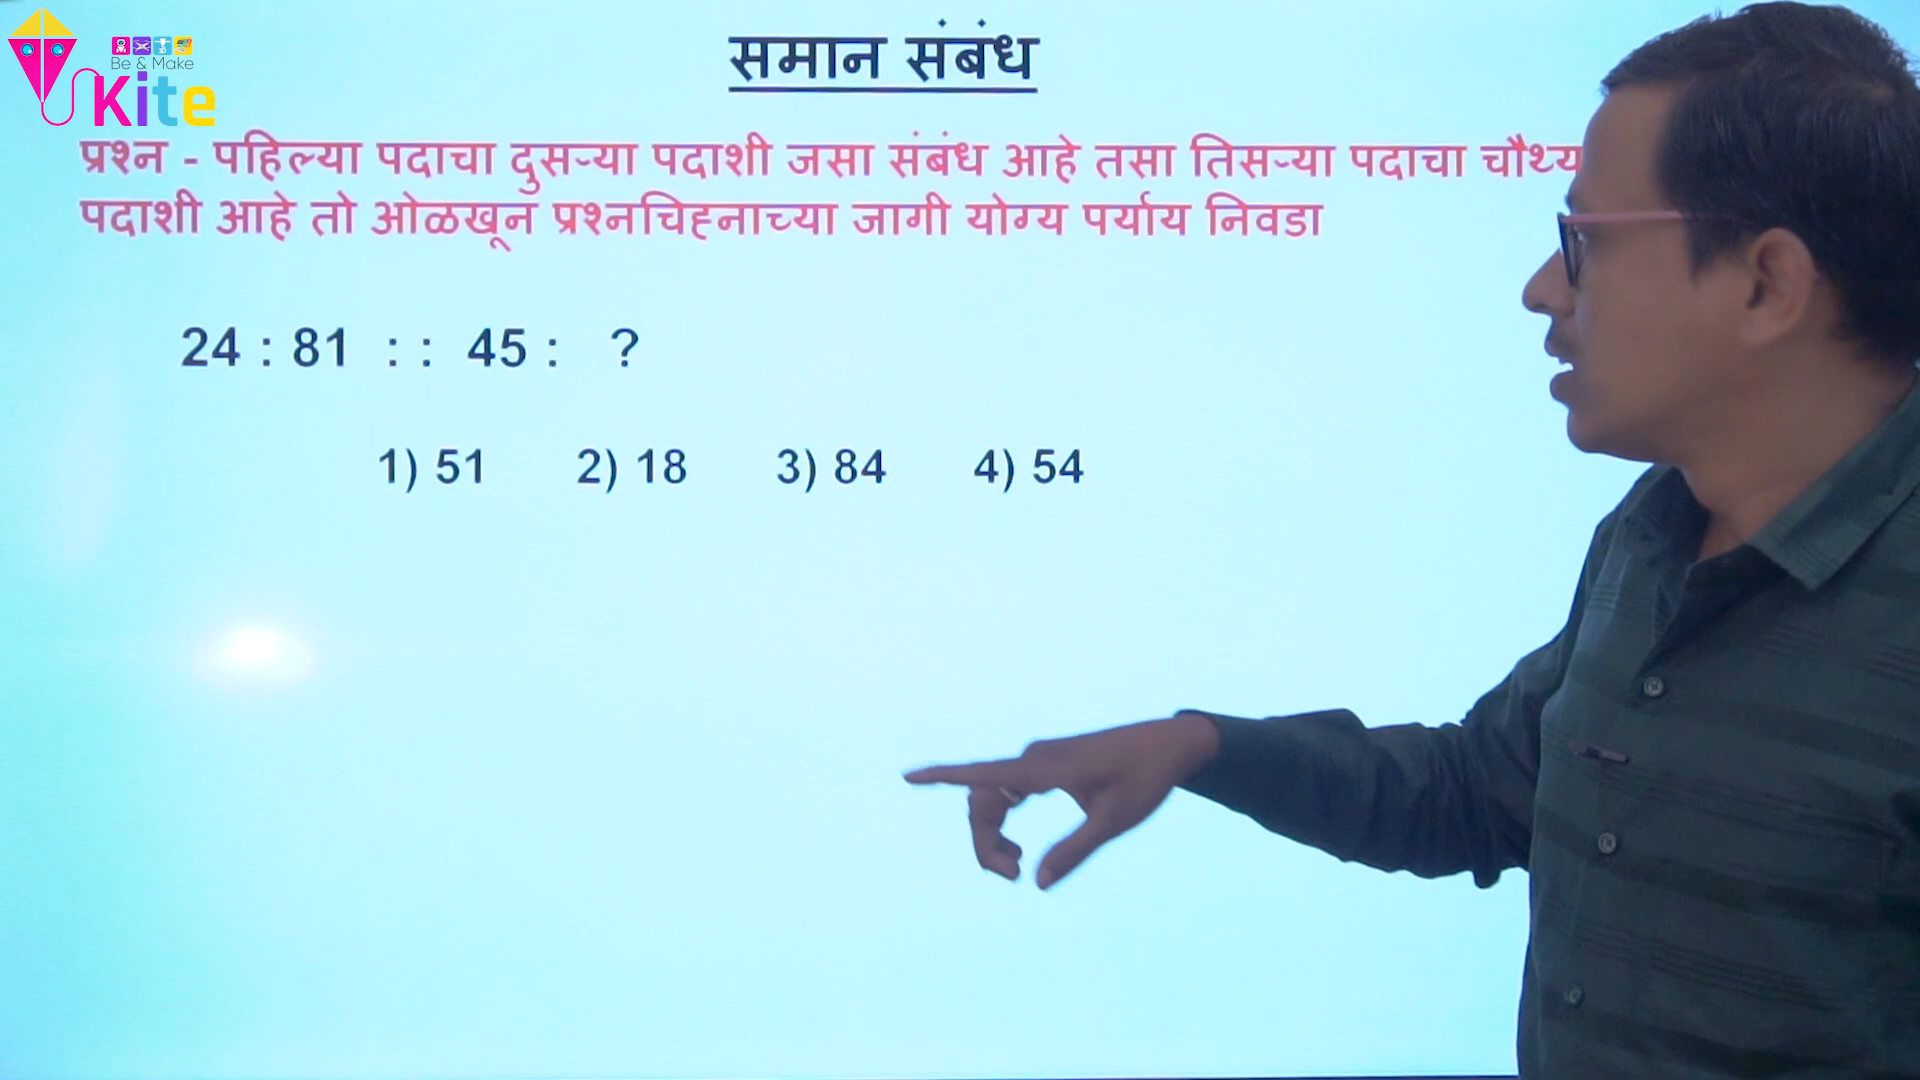 Be & Make
Kite
समान संबंध
प्रश्न - पहिल्या पदाचा दुसऱ्या पदाशी जसा संबंध आहे तसा तिसऱ्या पदाचा
पदाशी आहे तो ओळखून प्रश्नचिह्नाच्या जागी योग्य पर्याय निवडा
24 : 81 : : 45 : ?
1) 51 2) 18 3) 84 4) 54